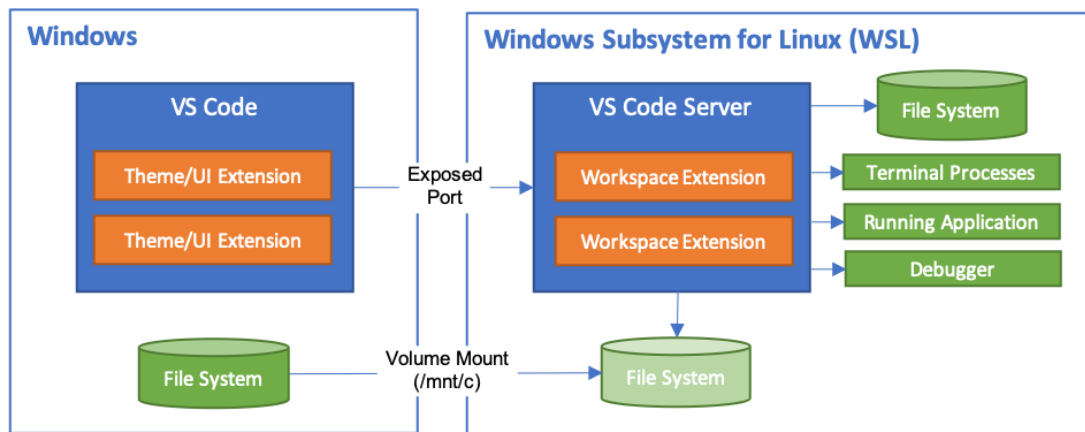 Windows
Windows Subsystem for Linux (WSL)
VS Code
VS Code Server
File System
Theme/UI Extension
Exposed
Port
Workspace Extension
Terminal Processes
Theme/UI Extension
Workspace Extension
Running Application
Debugger
File System
Volume Mount
(/mnt/c)
File System